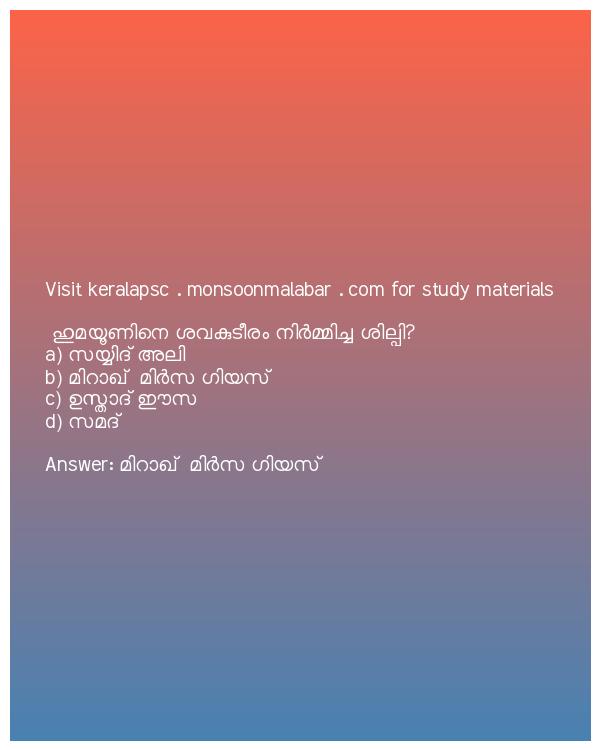 Visit keralapsc . monsoonmalabar . com for study materials
ഹുമയൂണിനെ ശവകുടീരം നിർമ്മിച്ച ശില്പി?
a) സയ്യിദ് അലി
b) മിറാഖ് മിർസ ഗിയസ്
c) ഉസ്താദ് ഈസ
d) സമദ്
Answer: മിറാഖ് മിർസ ഗിയസ്